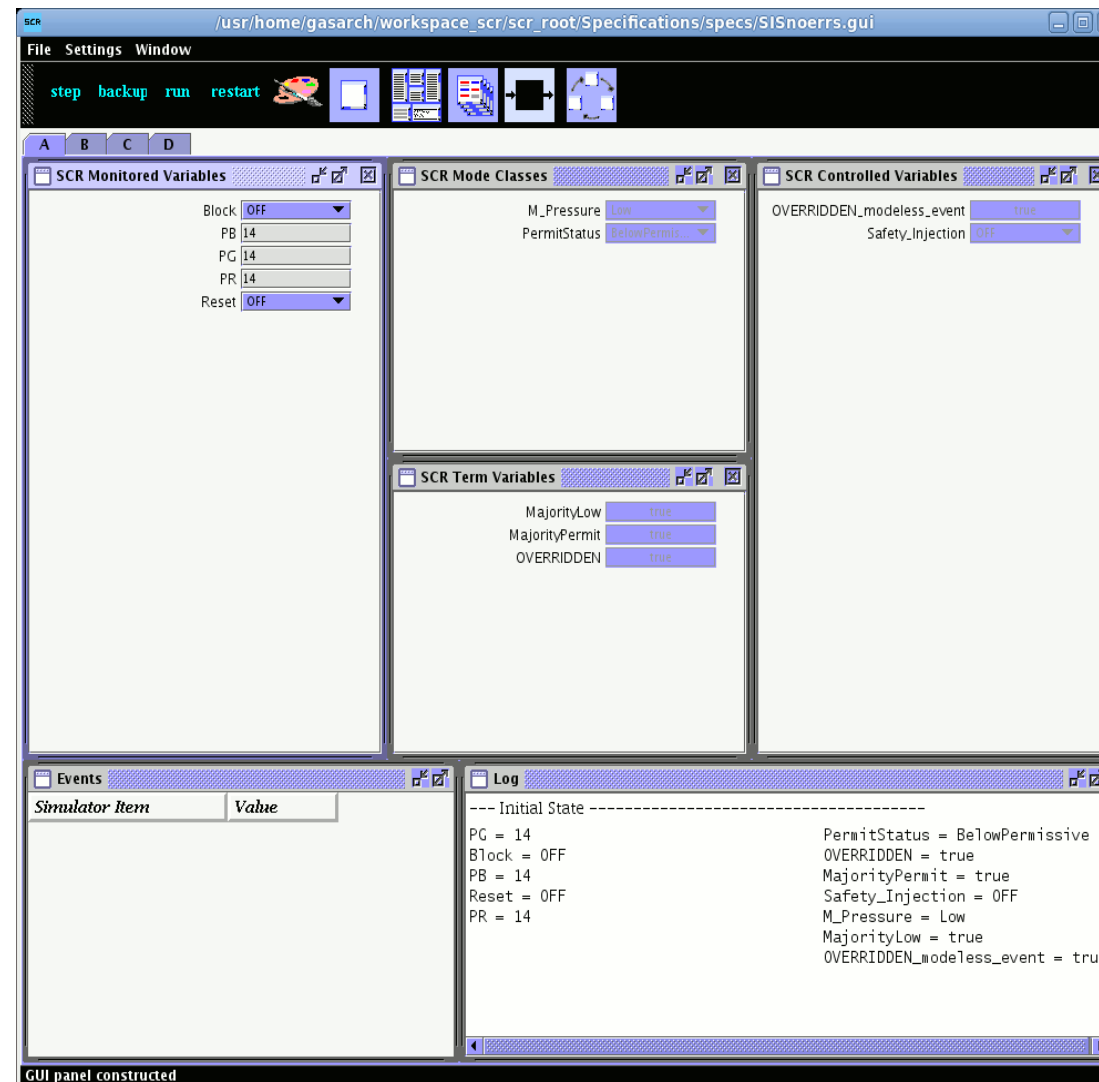 SCR /usr/home/gasarch/workspace_scr/scr_root/Specifications/specs/SISnoerrs.gui
File Settings Window
step backup run restart
A B C D
SCR Monitored Variables
Block OFF
PB 14
PG 14
PR 14
Reset OFF
SCR Mode Classes
M_Pressure Low
PermitStatus BelowPermis...
SCR Controlled Variables
OVERRIDDEN_modeless_event true
Safety_Injection OFF
SCR Term Variables
MajorityLow true
MajorityPermit true
OVERRIDDEN true
Events
Simulator Item Value
Log
--- Initial State --------------------------------------
PG = 14
Block = OFF
PB = 14
Reset = OFF
PR = 14
PermitStatus = BelowPermissive
OVERRIDDEN = true
MajorityPermit = true
Safety_Injection = OFF
M_Pressure = Low
MajorityLow = true
OVERRIDDEN_modeless_event = tru
GUI panel constructed